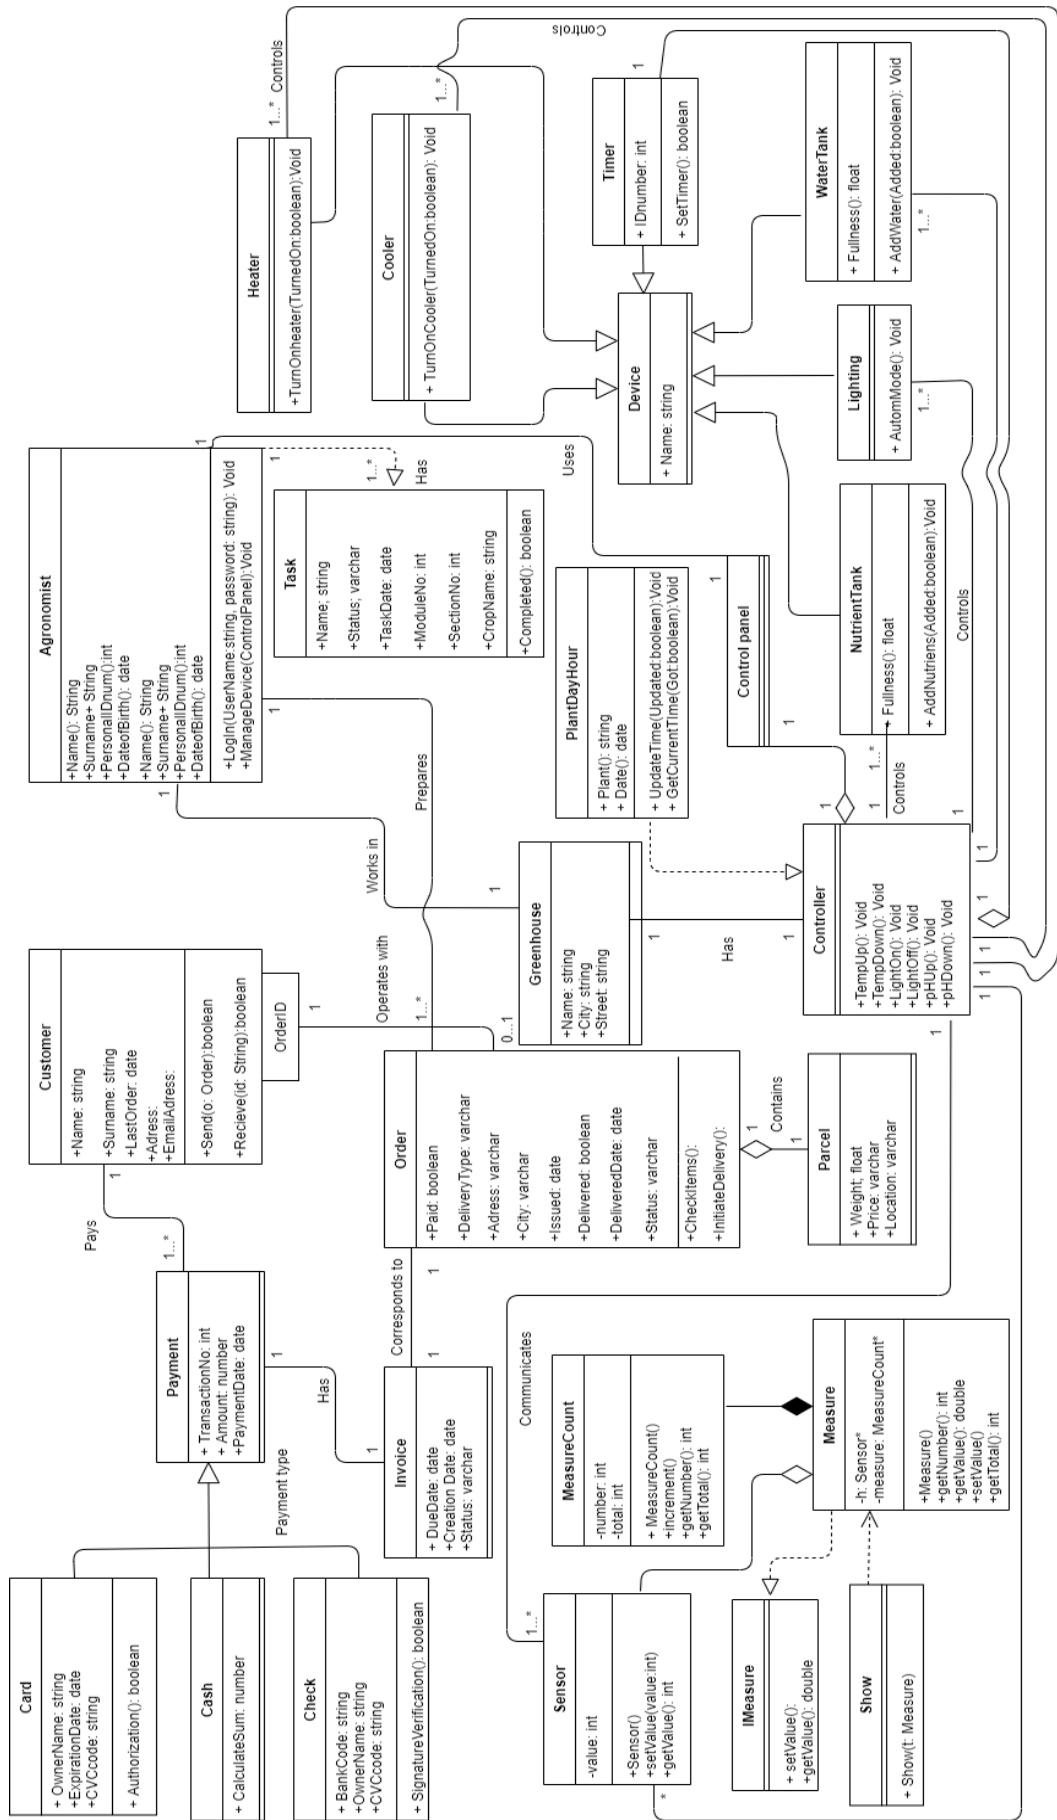 Card
+ OwnerName: string
+ExpirationDate: date
+CVCcode: string
+ Authorization(): boolean
Cash
+ CalculateSum: number
Check
+ BankCode: string
+OwnerName: string
+CVCcode: string
+ SignatureVerification(): boolean
Payment type
Payment
+ TransactionNo: int
+ Amount: number
+PaymentDate: date
1...*
Pays
1
1
Has
1
Invoice
+ DueDate: date
+Creation Date: date
+Status: varchar
1
Corresponds to
1
Customer
+Name: string
+Surname: string
+LastOrder: date
+Adress:
+EmailAdress:
+Send(o: Order):boolean
+Recieve(id: String):boolean
OrderID
1
Operates with
1...*
0...1
Order
+Paid: boolean
+DeliveryType: varchar
+Adress: varchar
+City: varchar
+Issued: date
+Delivered: boolean
+DeliveredDate: date
+Status: varchar
+CheckItems():
+InitiateDelivery():
1
Contains
1
Parcel
+ Weight; float
+Price: varchar
+Location: varchar
Agronomist
+Name(): String
+Surname+ String
+PersonalIDnum():int
+DateofBirth(): date
+Name(): String
+Surname+ String
+PersonalIDnum():int
+DateofBirth(): date
+LogIn(UserName:string, password: string): Void
+ManageDevice(ControlPanel):Void
1
Works in
1
1
Prepares
1
1
1...*
Has
Uses
1
Task
+Name; string
+Status; varchar
+TaskDate: date
+ModuleNo: int
+SectionNo: int
+CropName: string
+Completed(): boolean
Greenhouse
+Name: string
+City: string
+Street: string
1
Has
1
PlantDayHour
+ Plant(): string
+ Date(): date
+ UpdateTime(Updated:boolean):Void
+ GetCurrentTIme(Got:boolean):Void
Control panel
1
1
Controller
+TempUp(): Void
+TempDown(): Void
+LightOn(): Void
+LightOff(): Void
+pHUp(): Void
+pHDown(): Void
1
1
1
1
1
1
1
Controls
1...*
NutrientTank
+ Fullness(): float
+ AddNutriens(Added:boolean):Void
Controls
Lighting
+ AutomMode(): Void
1...*
WaterTank
+ Fullness(): float
+ AddWater(Added:boolean): Void
1...*
Device
+ Name: string
Timer
+ IDnumber: int
+ SetTimer(): boolean
1
Heater
+TurnOnheater(TurnedOn:boolean):Void
1...*
Controls
Cooler
+ TurnOnCooler(TurnedOn:boolean): Void
1...*
Controls
Communicates
1
1...*
Sensor
-value: int
+Sensor()
+setValue(value:int)
+getValue(): int
*
MeasureCount
-number: int
-total: int
+ MeasureCount()
+increment()
+getNumber(): int
+getTotal(): int
Measure
-h: Sensor*
-measure: MeasureCount*
+Measure()
+getNumber(): int
+getValue(): double
+setValue()
+getTotal(): int
IMeasure
+ setValue():
+getValue(): double
Show
+ Show(t: Measure)